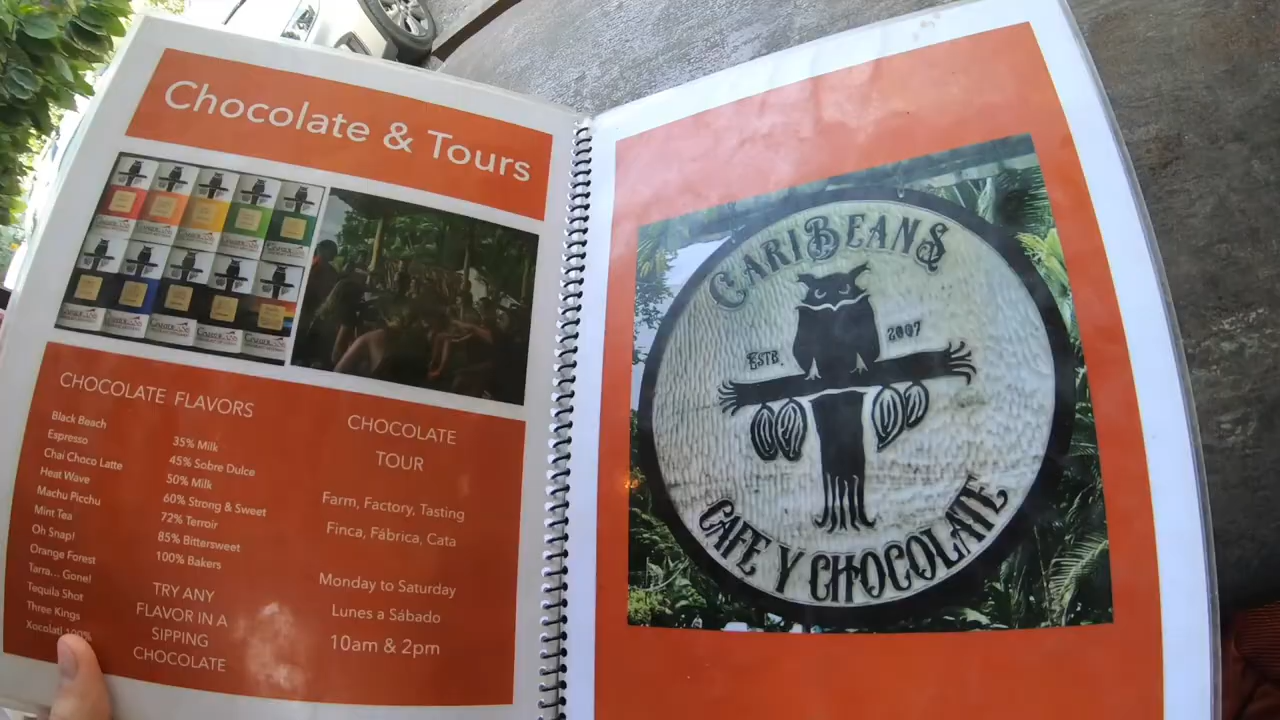 Chocolate & Tours
CHOCOLATE FLAVORS
Black Beach
Espresso
Chai Choco Latte
Heat Wave
Machu Picchu
Mint Tea
Oh Snap!
Orange Forest
Tarra... Gone!
Tequila Shot
Three Kings
Xocolatl 100%
35% Milk
45% Sobre Dulce
50% Milk
60% Strong & Sweet
72% Terroir
85% Bittersweet
100% Bakers
TRY ANY
FLAVOR IN A
SIPPING
CHOCOLATE
CHOCOLATE
TOUR
Farm, Factory, Tasting
Finca, Fábrica, Cata
Monday to Saturday
Lunes a Sábado
10am & 2pm
CARIBEANS
ESTB. 2007
CAFE Y CHOCOLATE